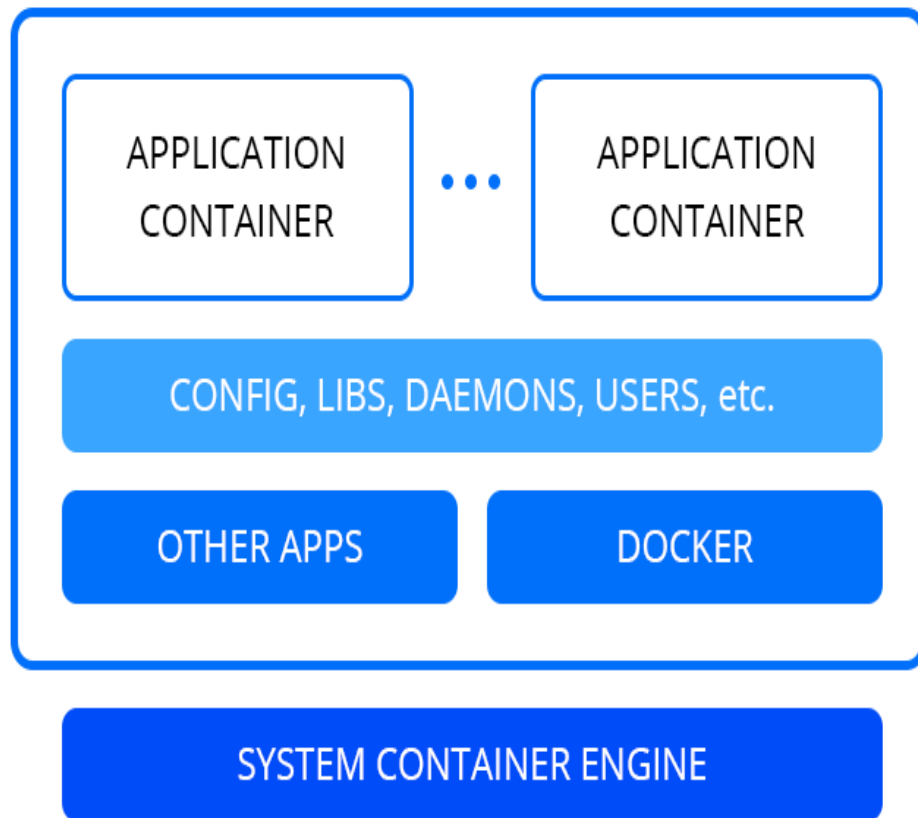 APPLICATION
CONTAINER
APPLICATION
CONTAINER
CONFIG, LIBS, DAEMONS, USERS, etc.
OTHER APPS
DOCKER
SYSTEM CONTAINER ENGINE